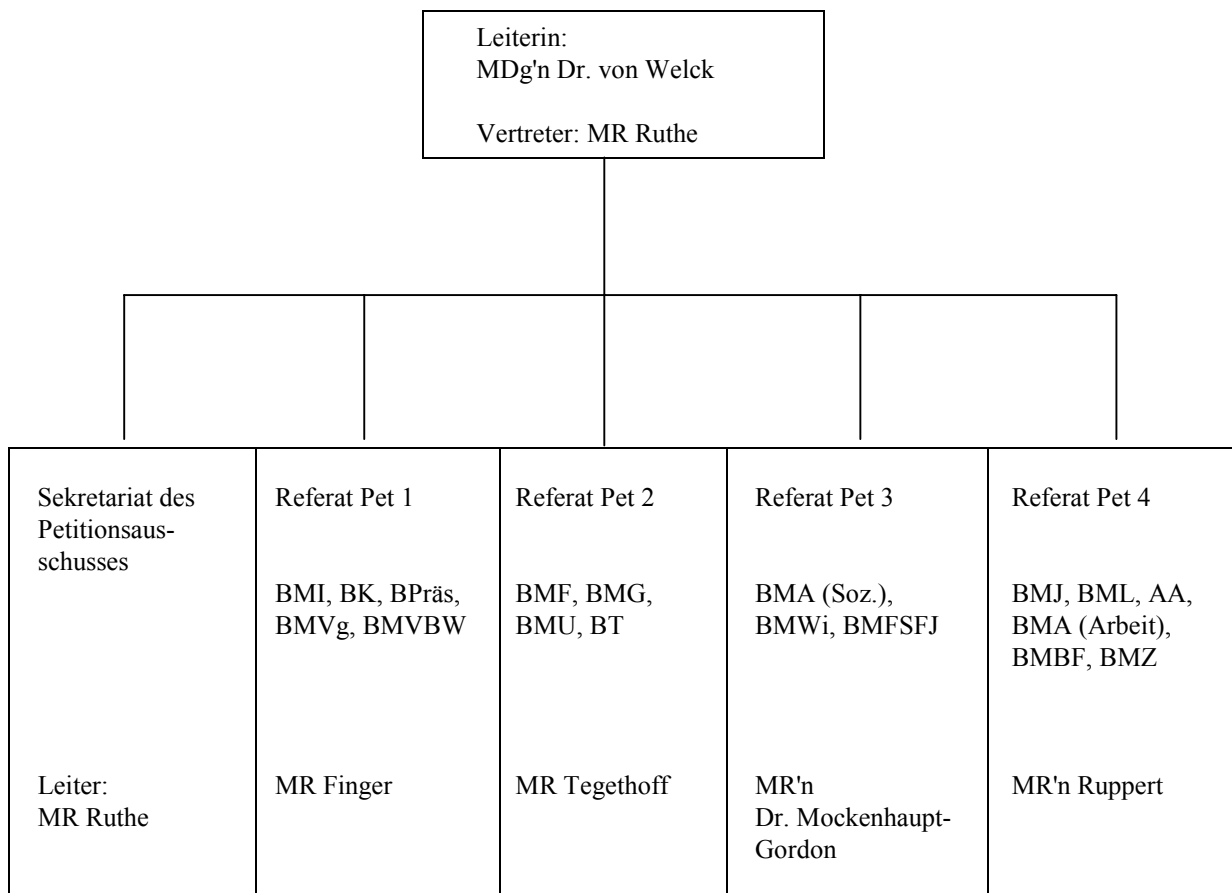 Leiterin:
MDg'n Dr. von Welck
Vertreter: MR Ruthe
Sekretariat des
Petitionsaus-
schusses
Leiter:
MR Ruthe
Referat Pet 1
BMI, BK, BPräs,
BMVg, BMVBW
MR Finger
Referat Pet 2
BMF, BMG,
BMU, BT
MR Tegethoff
Referat Pet 3
BMA (Soz.),
BMWi, BMFSFJ
MR'n
Dr. Mockenhaupt-
Gordon
Referat Pet 4
BMJ, BML, AA,
BMA (Arbeit),
BMBF, BMZ
MR'n Ruppert